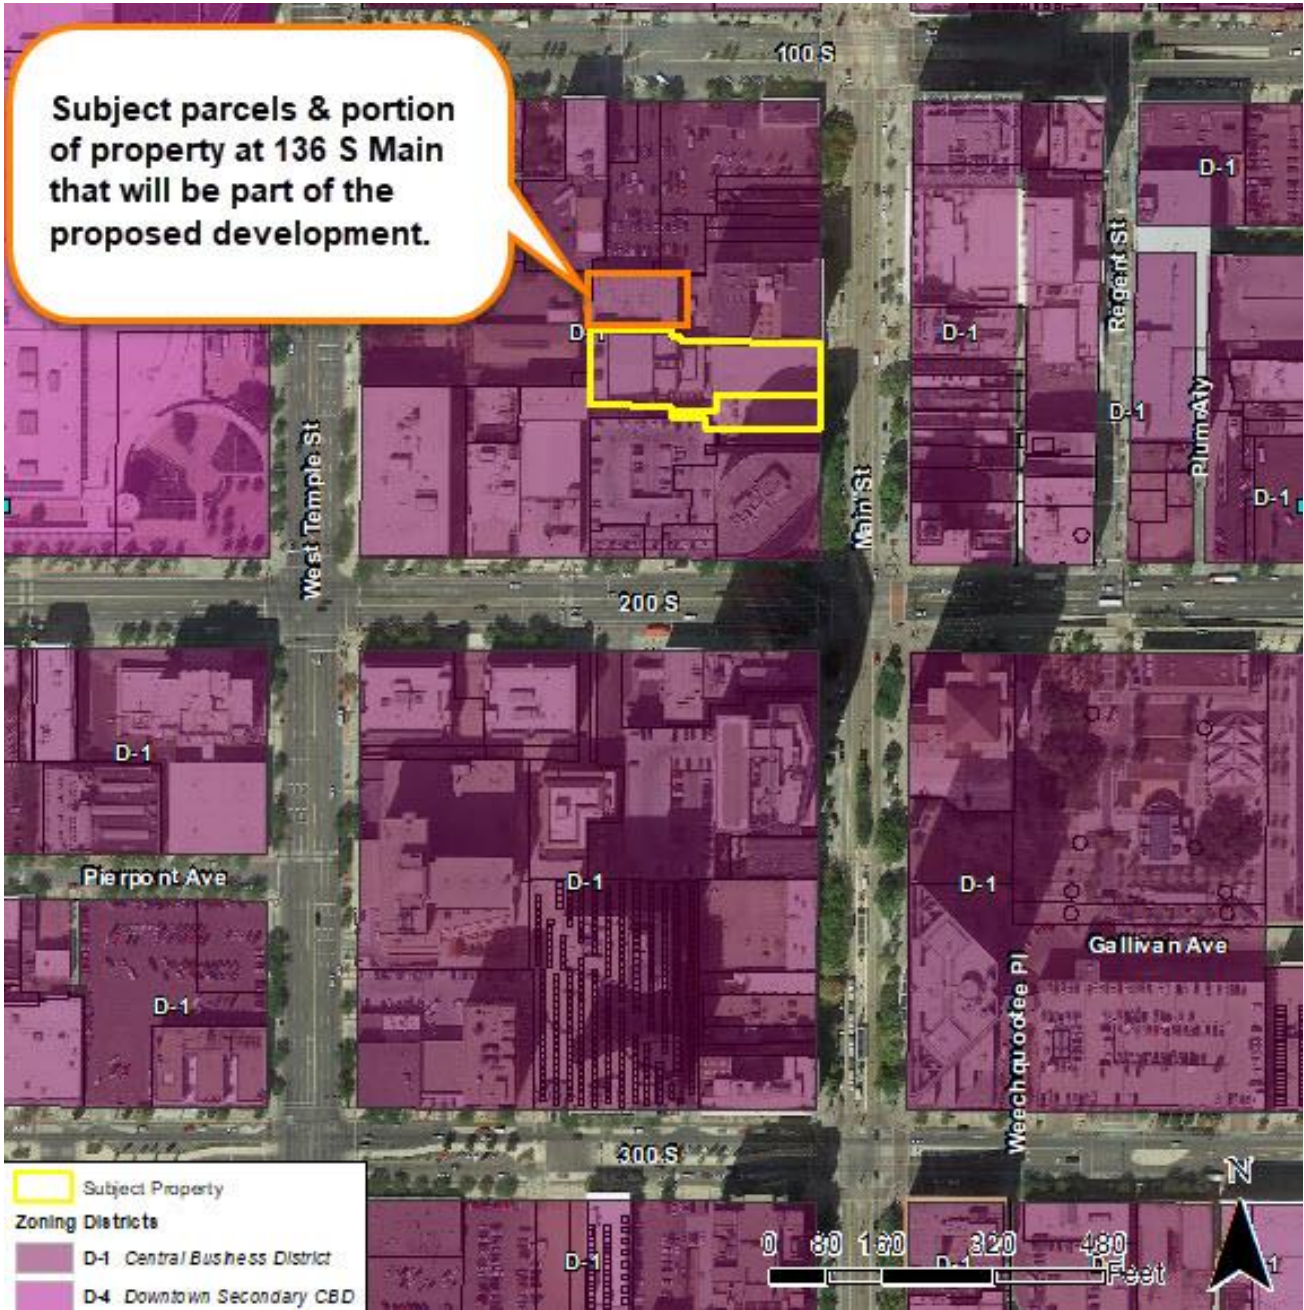 100 S
Subject parcels & portion
of property at 136 S Main
that will be part of the
proposed development.
D-1
Regent St
D-1
D-1
D-1
Plum Aly
D-1
West Temple St
Main St
200 S
D-1
Pierpont Ave
D-1
D-1
Gallivan Ave
D-1
Weechquootee Pl
300 S
N
Subject Property
Zoning Districts
D-1 Central Business District
D-4 Downtown Secondary CBD
D-1
0 80 160 320 480
Feet
D-1